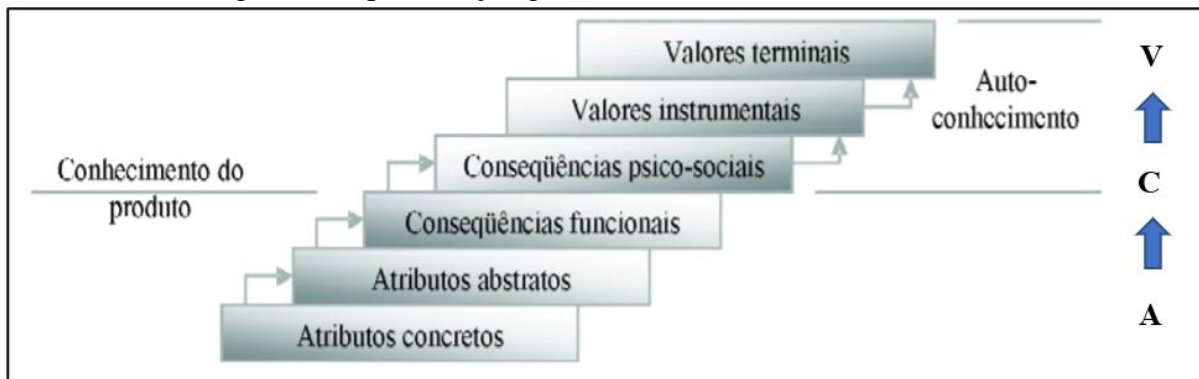 Valores terminais
Valores instrumentais
Conseqüências psico-sociais
Conseqüências funcionais
Atributos abstratos
Atributos concretos
Conhecimento do
produto
Auto-
conhecimento
V
C
A